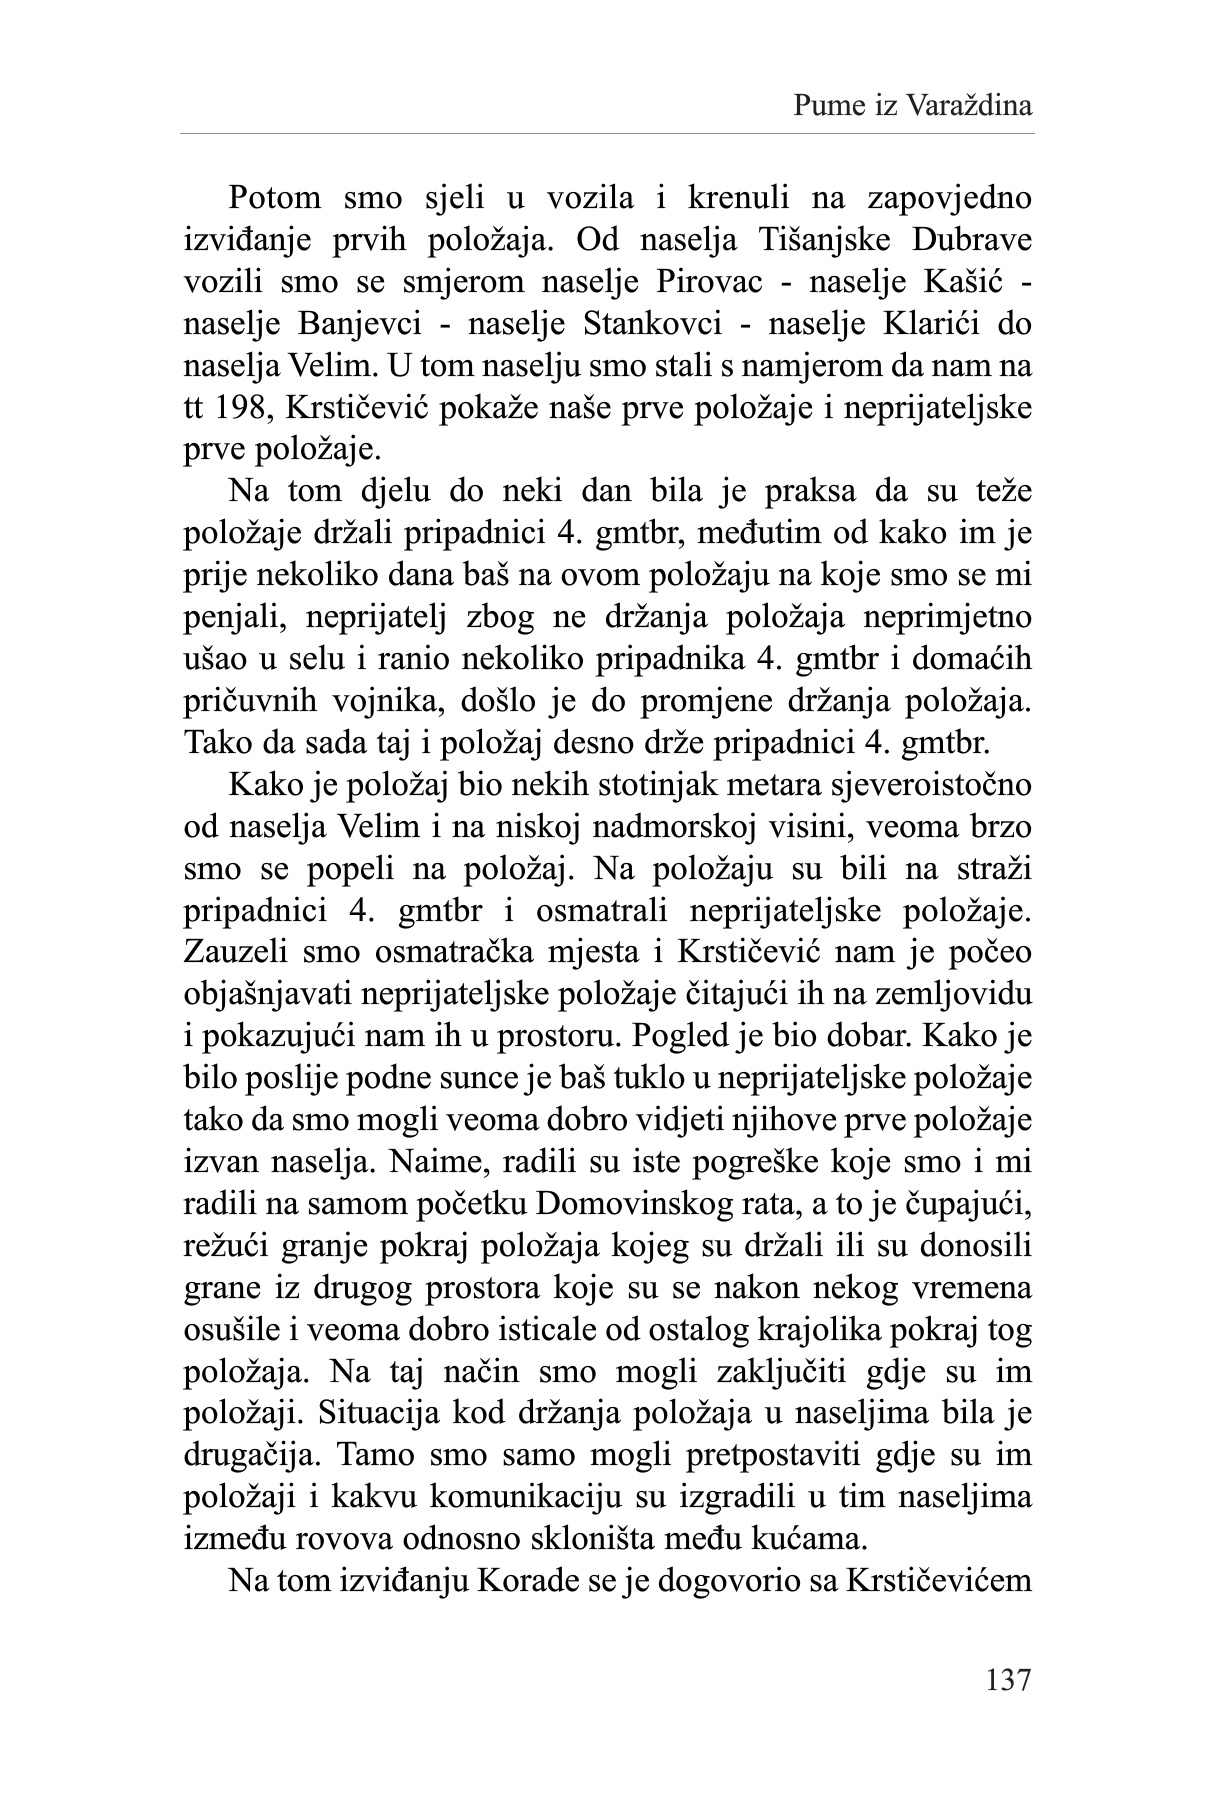 Pume iz Varaždina
Potom smo sjeli u vozila i krenuli na zapovjedno
izviđanje prvih položaja. Od naselja Tišanjske Dubrave
vozili smo se smjerom naselje Pirovac - naselje Kašić -
naselje Banjevci - naselje Stankovci - naselje Klarići do
naselja Velim. U tom naselju smo stali s namjerom da nam na
tt 198, Krstičević pokaže naše prve položaje i neprijateljske
prve položaje.
Na tom djelu do neki dan bila je praksa da su teže
položaje držali pripadnici 4. gmtbr, međutim od kako im je
prije nekoliko dana baš na ovom položaju na koje smo se mi
penjali, neprijatelj zbog ne držanja položaja neprimjetno
ušao u selu i ranio nekoliko pripadnika 4. gmtbr i domaćih
pričuvnih vojnika, došlo je do promjene držanja položaja.
Tako da sada taj i položaj desno drže pripadnici 4. gmtbr.
Kako je položaj bio nekih stotinjak metara sjeveroistočno
od naselja Velim i na niskoj nadmorskoj visini, veoma brzo
smo se popeli na položaj. Na položaju su bili na straži
pripadnici 4. gmtbr i osmatrali neprijateljske položaje.
Zauzeli smo osmatračka mjesta i Krstičević nam je počeo
objašnjavati neprijateljske položaje čitajući ih na zemljovidu
i pokazujući nam ih u prostoru. Pogled je bio dobar. Kako je
bilo poslije podne sunce je baš tuklo u neprijateljske položaje
tako da smo mogli veoma dobro vidjeti njihove prve položaje
izvan naselja. Naime, radili su iste pogreške koje smo i mi
radili na samom početku Domovinskog rata, a to je čupajući,
režući granje pokraj položaja kojeg su držali ili su donosili
grane iz drugog prostora koje su se nakon nekog vremena
osušile i veoma dobro isticale od ostalog krajolika pokraj tog
položaja. Na taj način smo mogli zaključiti gdje su im
položaji. Situacija kod držanja položaja u naseljima bila je
drugačija. Tamo smo samo mogli pretpostaviti gdje su im
položaji i kakvu komunikaciju su izgradili u tim naseljima
između rovova odnosno skloništa među kućama.
Na tom izviđanju Korade se je dogovorio sa Krstičevićem
137